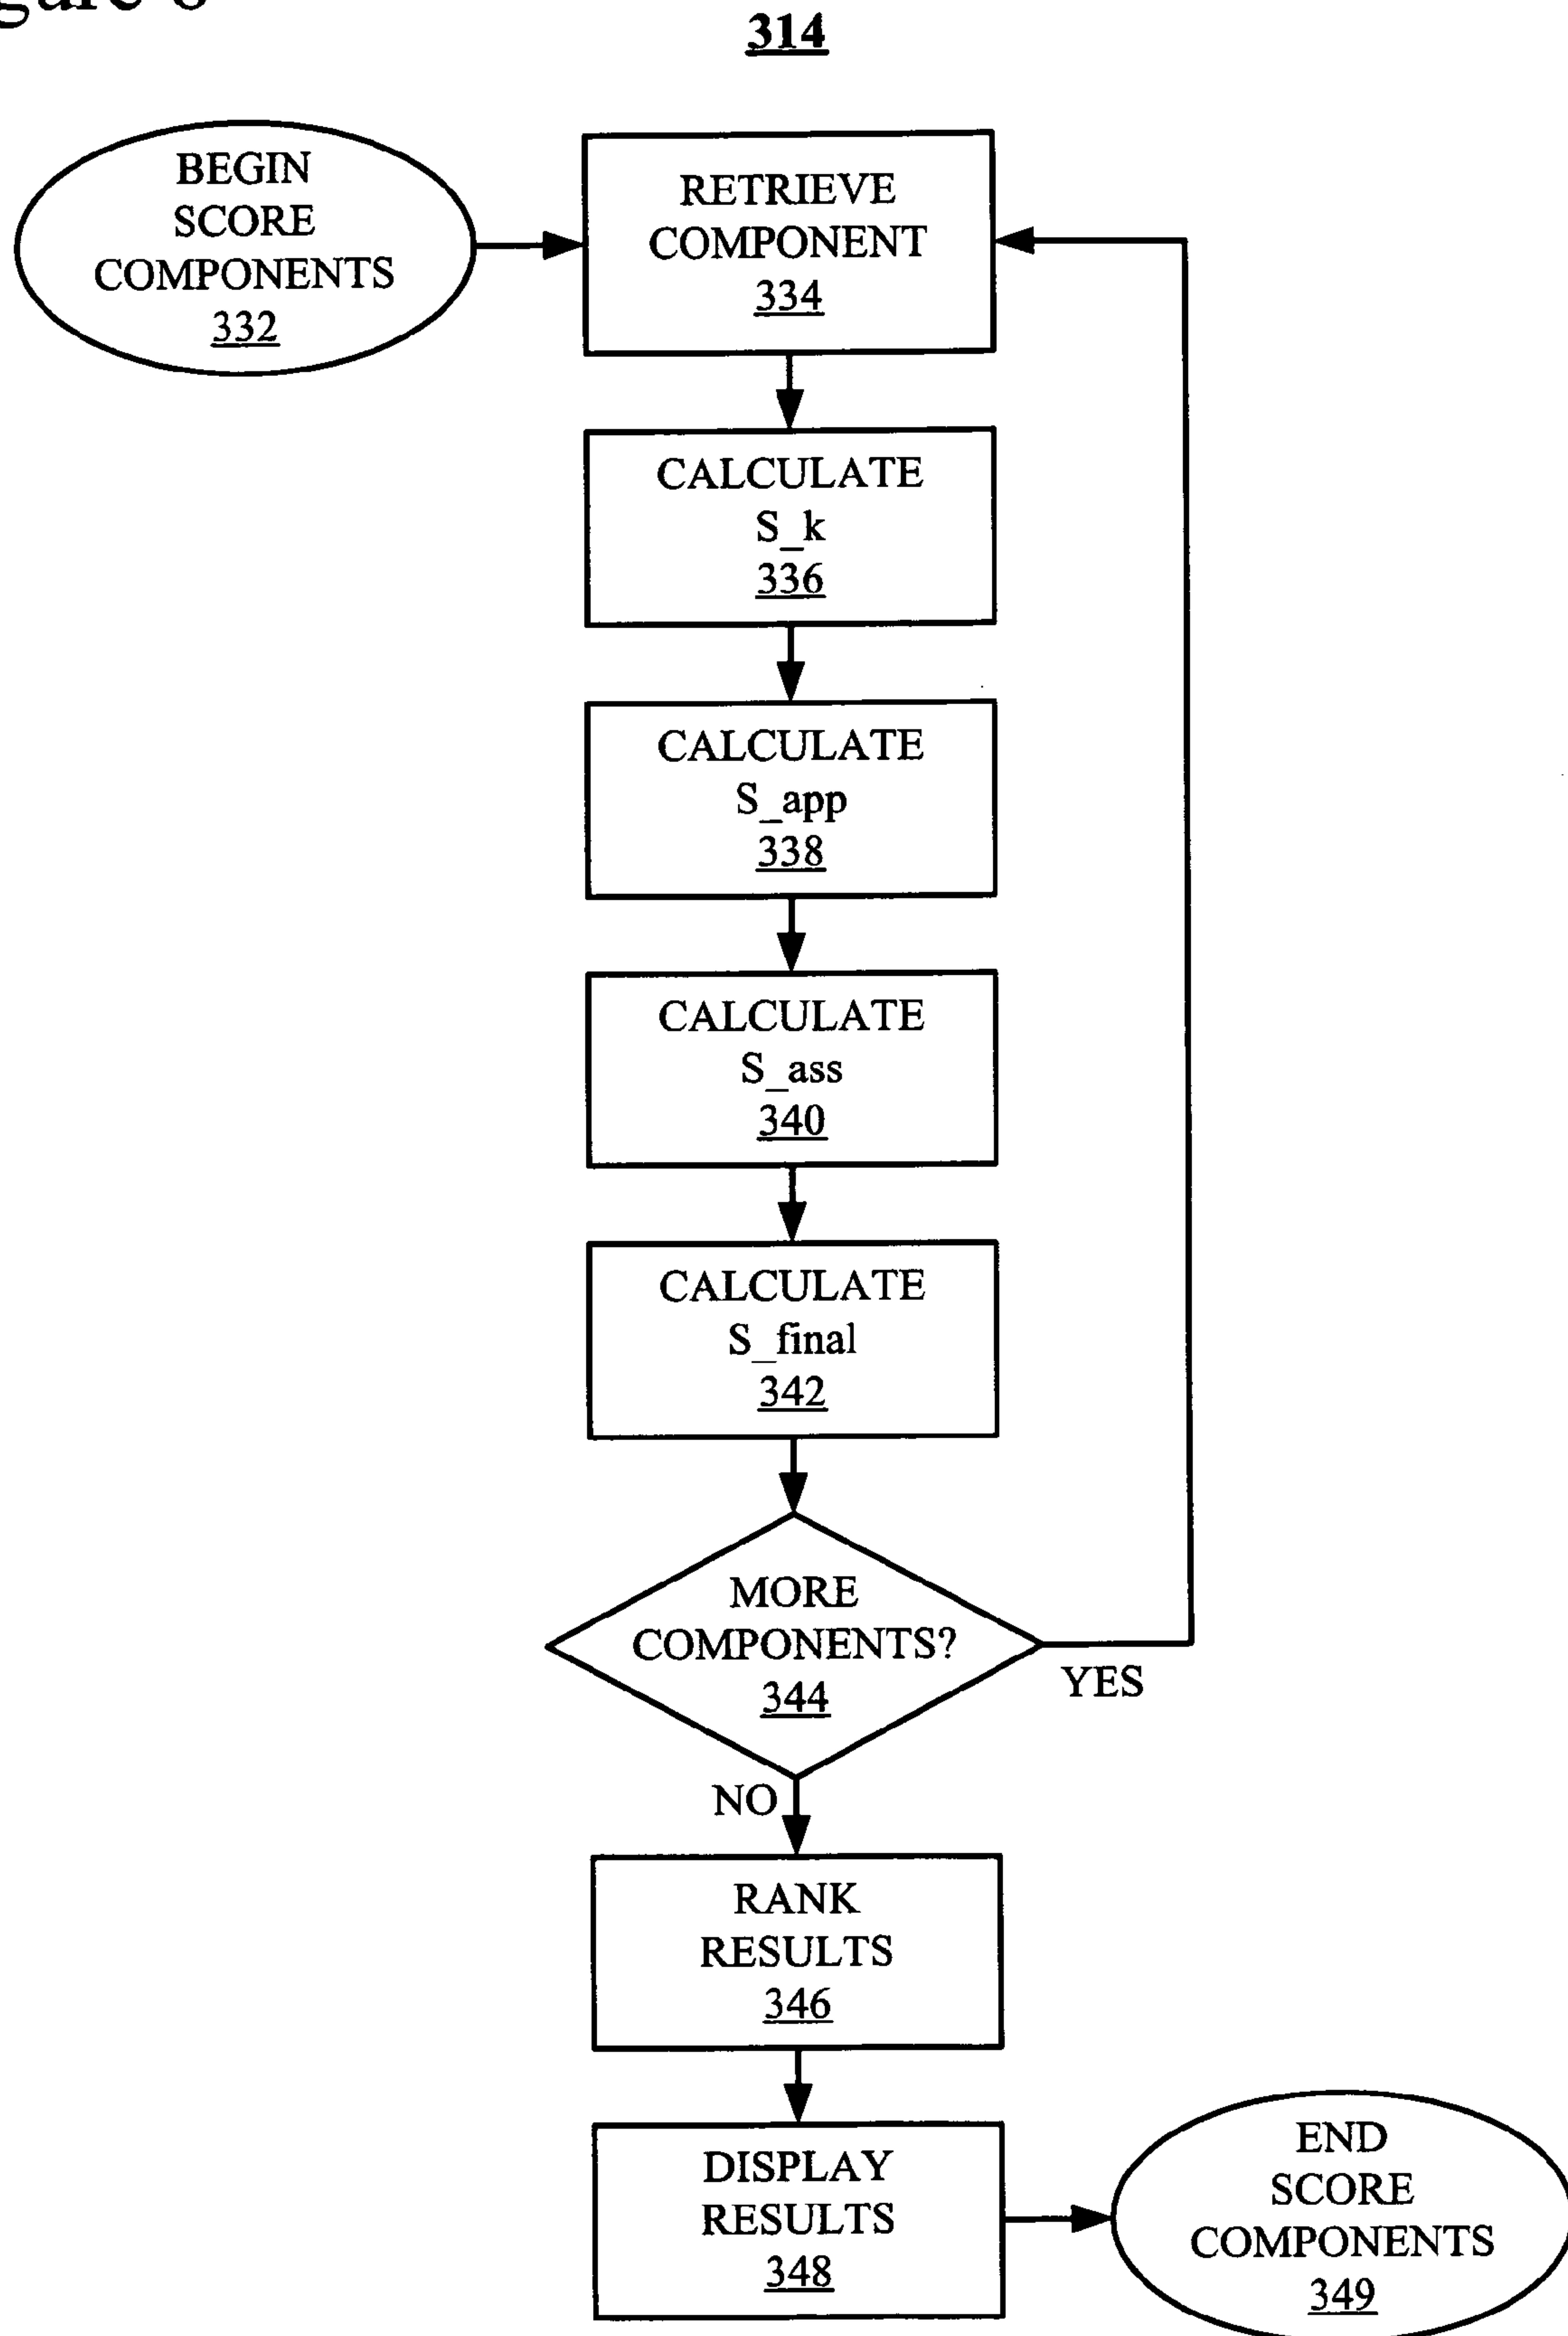 314
BEGIN
SCORE
COMPONENTS
332
RETRIEVE
COMPONENT
334
CALCULATE
S_k
336
CALCULATE
S_app
338
CALCULATE
S_ass
340
CALCULATE
S_final
342
MORE
COMPONENTS?
344
YES
NO
RANK
RESULTS
346
DISPLAY
RESULTS
348
END
SCORE
COMPONENTS
349